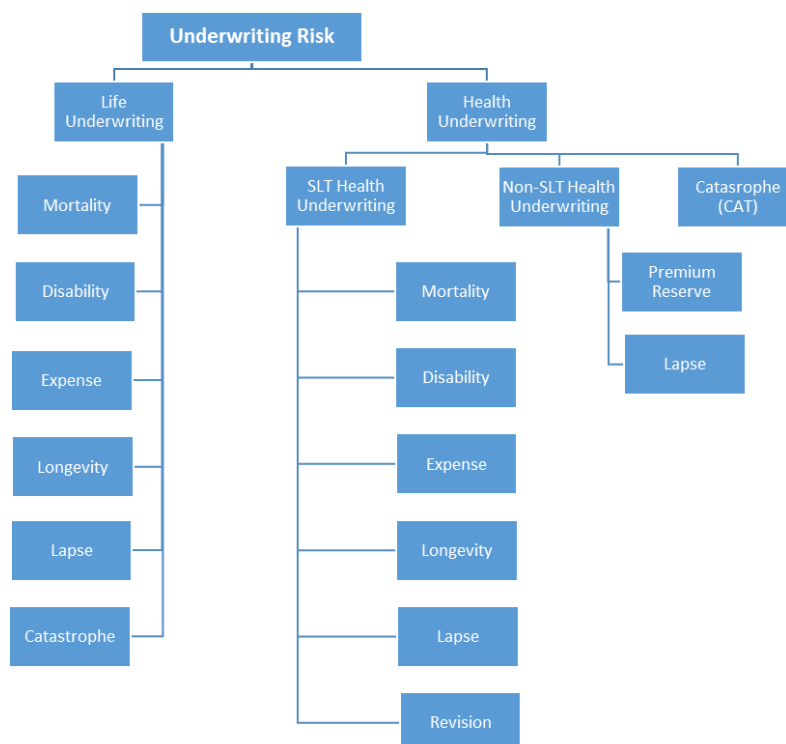 Underwriting Risk
Life
Underwriting
Mortality
Disability
Expense
Longevity
Lapse
Catastrophe
Health
Underwriting
SLT Health
Underwriting
Mortality
Disability
Expense
Longevity
Lapse
Revision
Non-SLT Health
Underwriting
Premium
Reserve
Lapse
Catasrophe
(CAT)